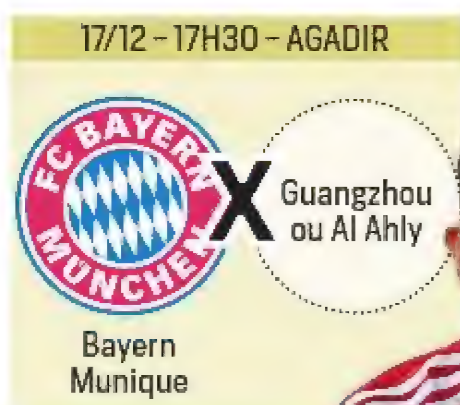 17/12 - 17H30 - AGADIR
FC BAYERN
MÜNCHEN
X
Guangzhou
ou Al Ahly
Bayern
Munique